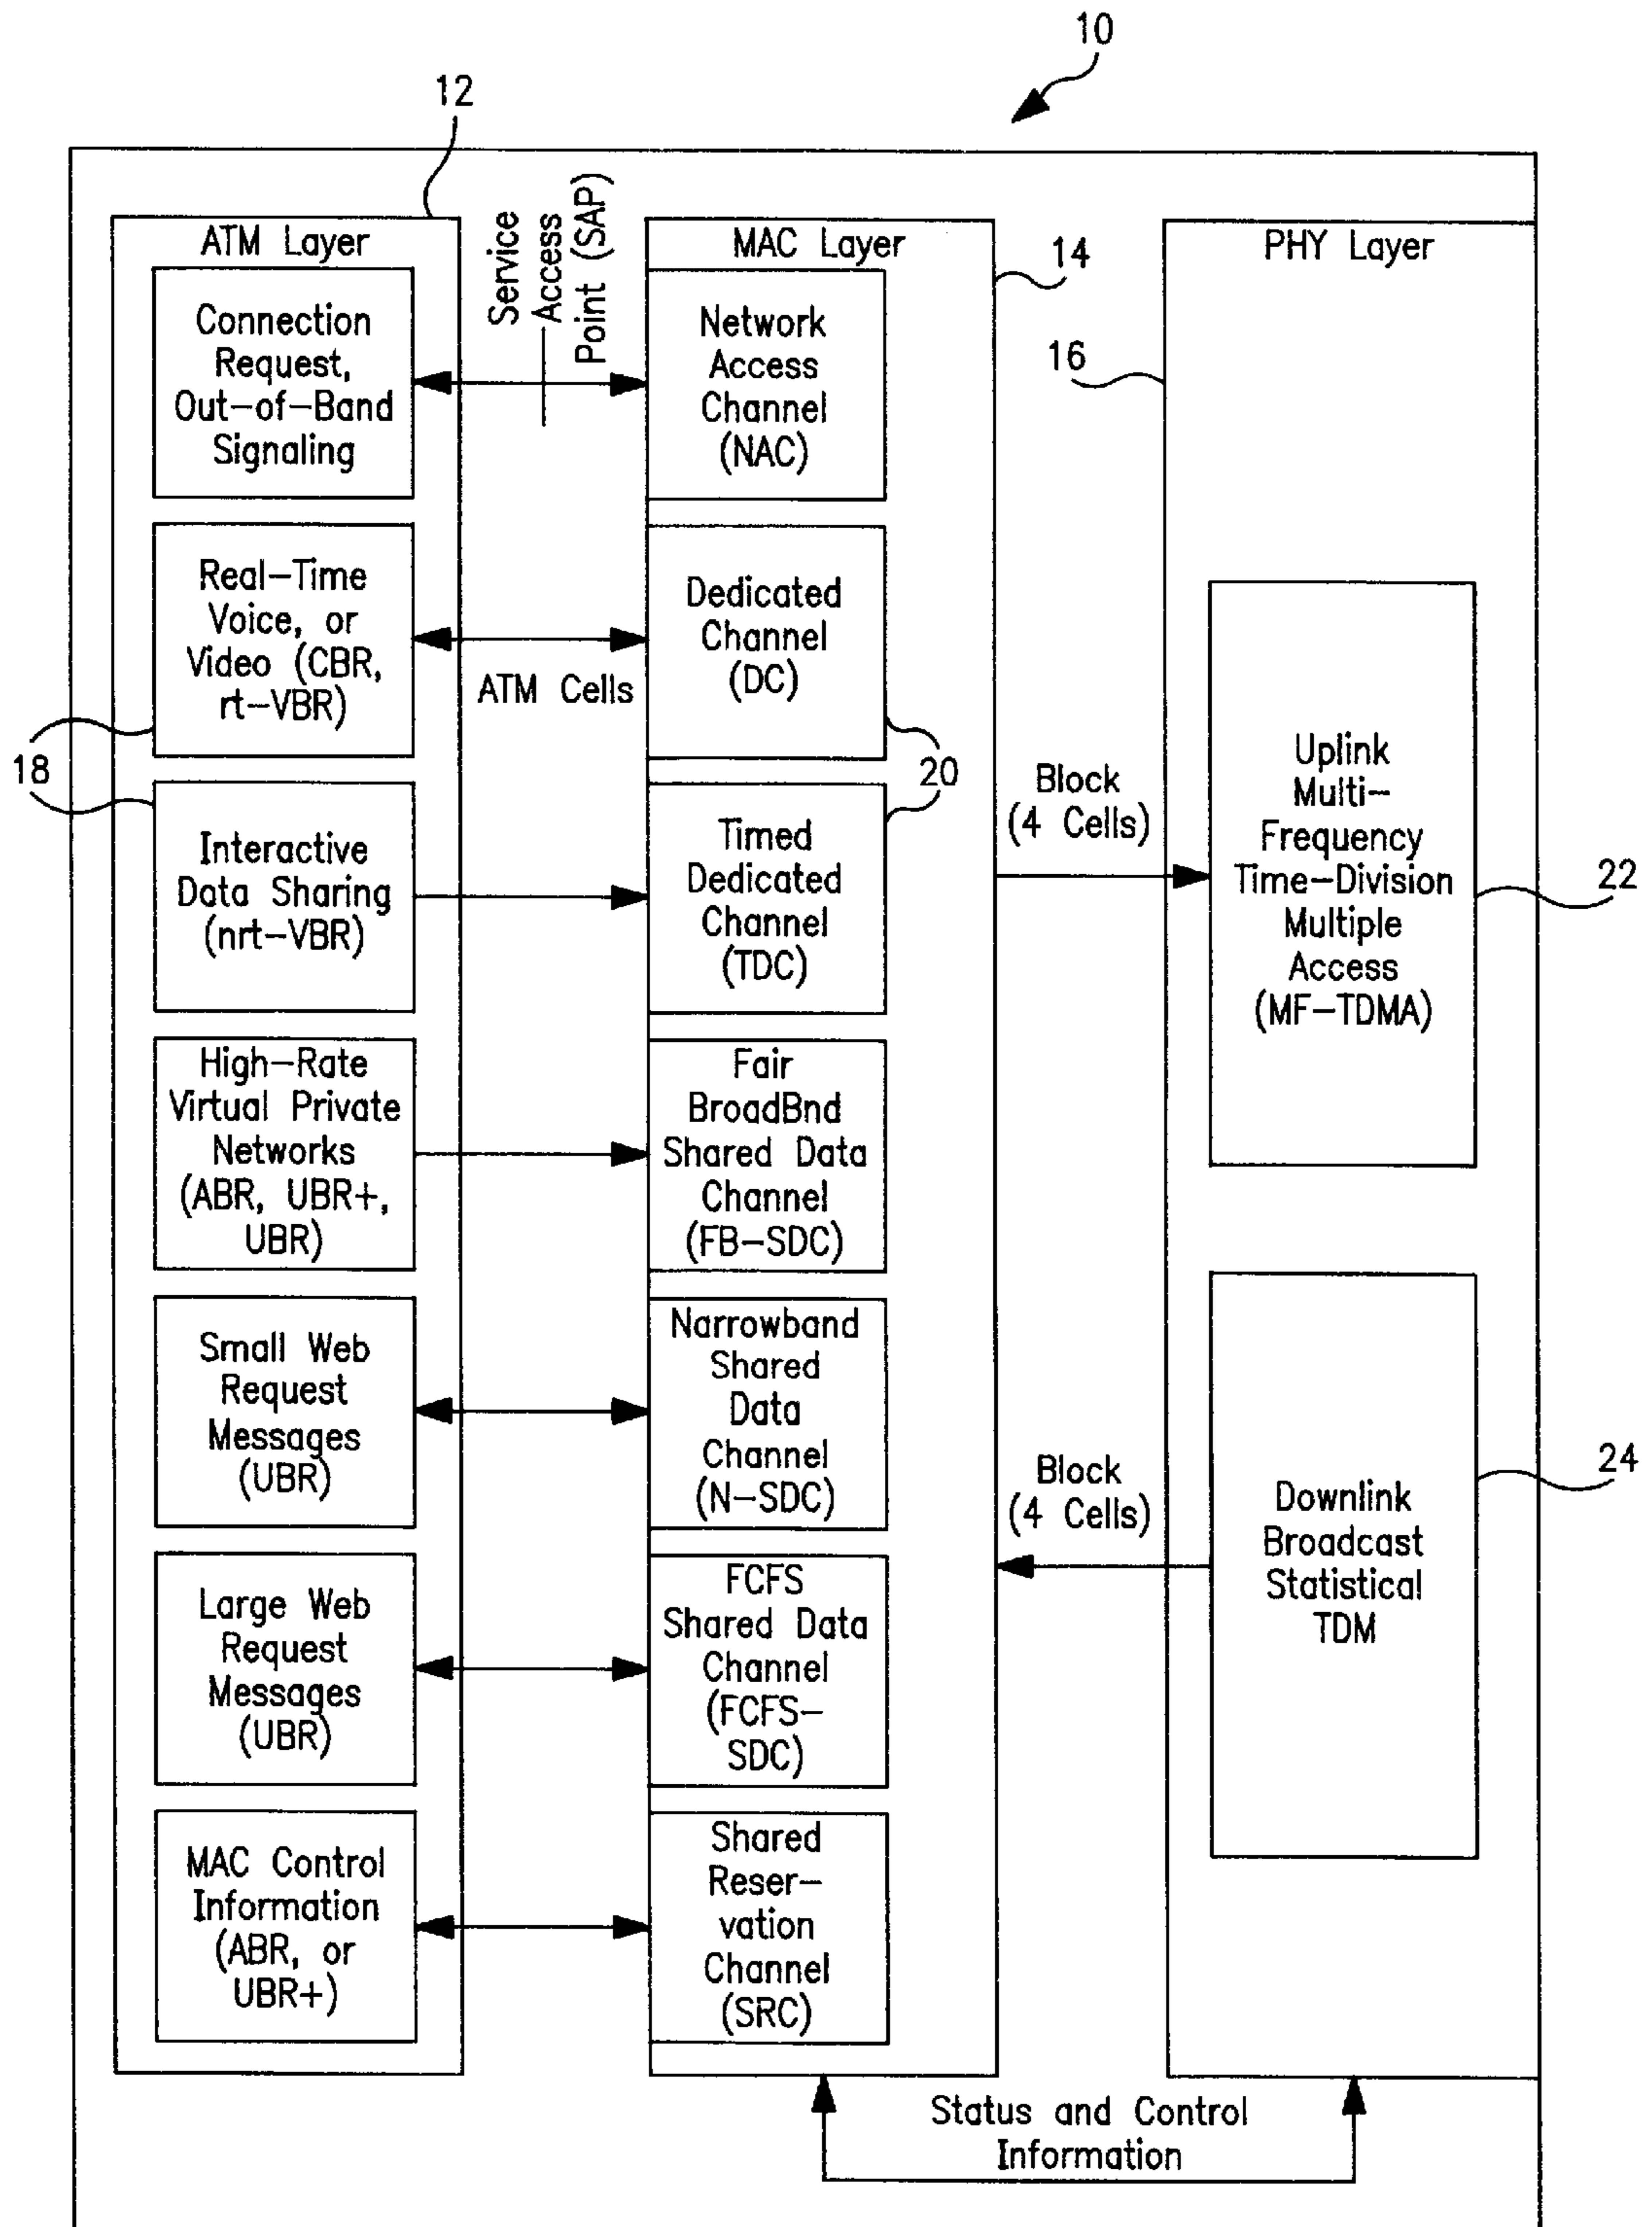 10
12
ATM Layer
Connection
Request,
Out-of-Band
Signaling
Real-Time
Voice, or
Video (CBR,
rt-VBR)
18
Interactive
Data Sharing
(nrt-VBR)
High-Rate
Virtual Private
Networks
(ABR, UBR+,
UBR)
Small Web
Request
Messages
(UBR)
Large Web
Request
Messages
(UBR)
MAC Control
Information
(ABR, or
UBR+)
Service
Access
Point (SAP)
ATM Cells
MAC Layer
14
Network
Access
Channel
(NAC)
Dedicated
Channel
(DC)
20
Timed
Dedicated
Channel
(TDC)
Fair
BroadBnd
Shared Data
Channel
(FB-SDC)
Narrowband
Shared
Data
Channel
(N-SDC)
FCFS
Shared Data
Channel
(FCFS-
SDC)
Shared
Reser-
vation
Channel
(SRC)
Block
(4 Cells)
Block
(4 Cells)
PHY Layer
16
Uplink
Multi-
Frequency
Time-Division
Multiple
Access
(MF-TDMA)
22
Downlink
Broadcast
Statistical
TDM
24
Status and Control
Information